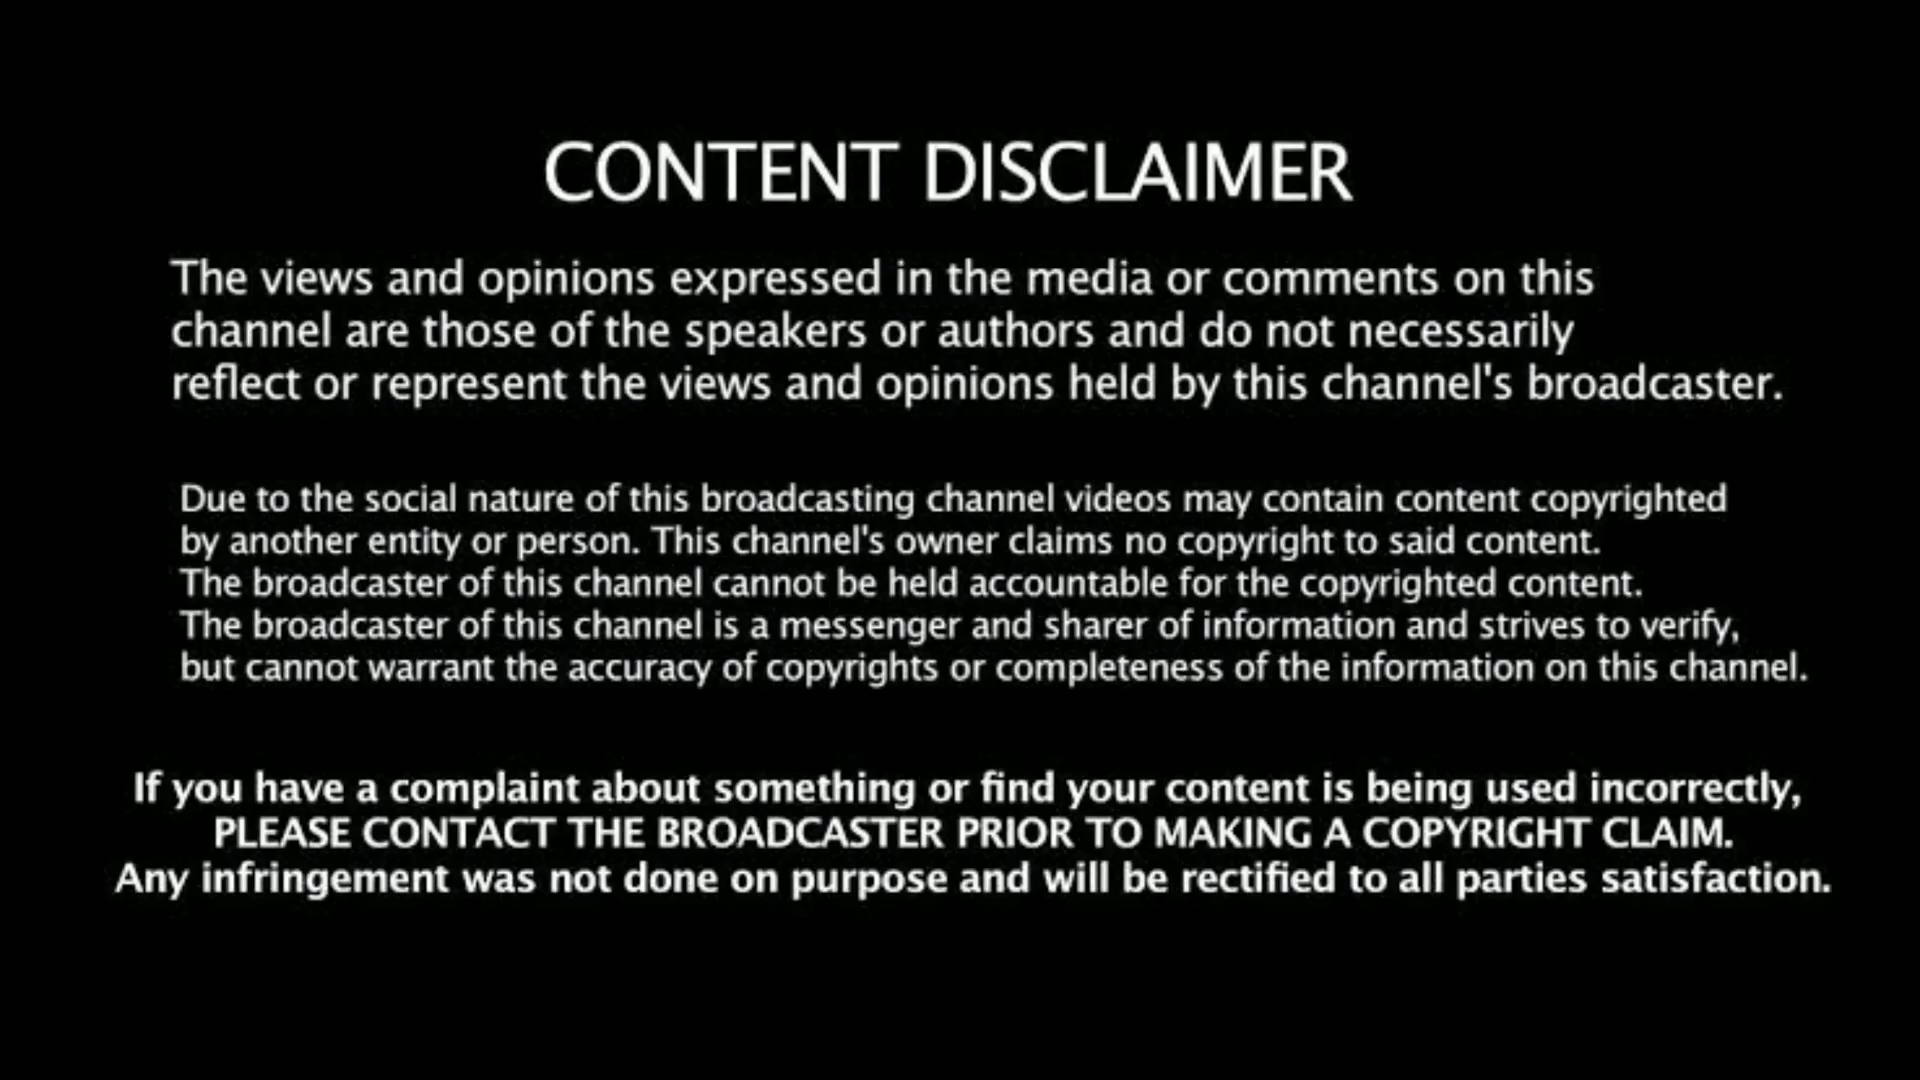 CONTENT DISCLAIMER
The views and opinions expressed in the media or comments on this
channel are those of the speakers or authors and do not necessarily
reflect or represent the views and opinions held by this channel's broadcaster.
Due to the social nature of this broadcasting channel videos may contain content copyrighted
by another entity or person. This channel's owner claims no copyright to said content.
The broadcaster of this channel cannot be held accountable for the copyrighted content.
The broadcaster of this channel is a messenger and sharer of information and strives to verify,
but cannot warrant the accuracy of copyrights or completeness of the information on this channel.
If you have a complaint about something or find your content is being used incorrectly,
PLEASE CONTACT THE BROADCASTER PRIOR TO MAKING A COPYRIGHT CLAIM.
Any infringement was not done on purpose and will be rectified to all parties satisfaction.